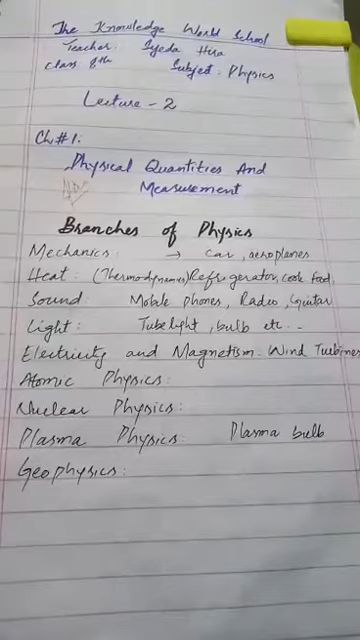 The Knowledge World School
Teacher: Syeda Hira
Class 8th Subject: Physics
Lecture - 2
Ch # 1:
Physical Quantities And
Measurement
Branches of Physics
Mechanics: → Car, aeroplanes
Heat: (Thermodynamics) Refrigerator, cook food
Sound: Mobile phones, Radio, Guitar
Light: Tubelight, bulb etc...
Electricity and Magnetism: Wind Turbines
Atomic Physics:
Nuclear Physics:
Plasma Physics: Plasma bulb
Geophysics: